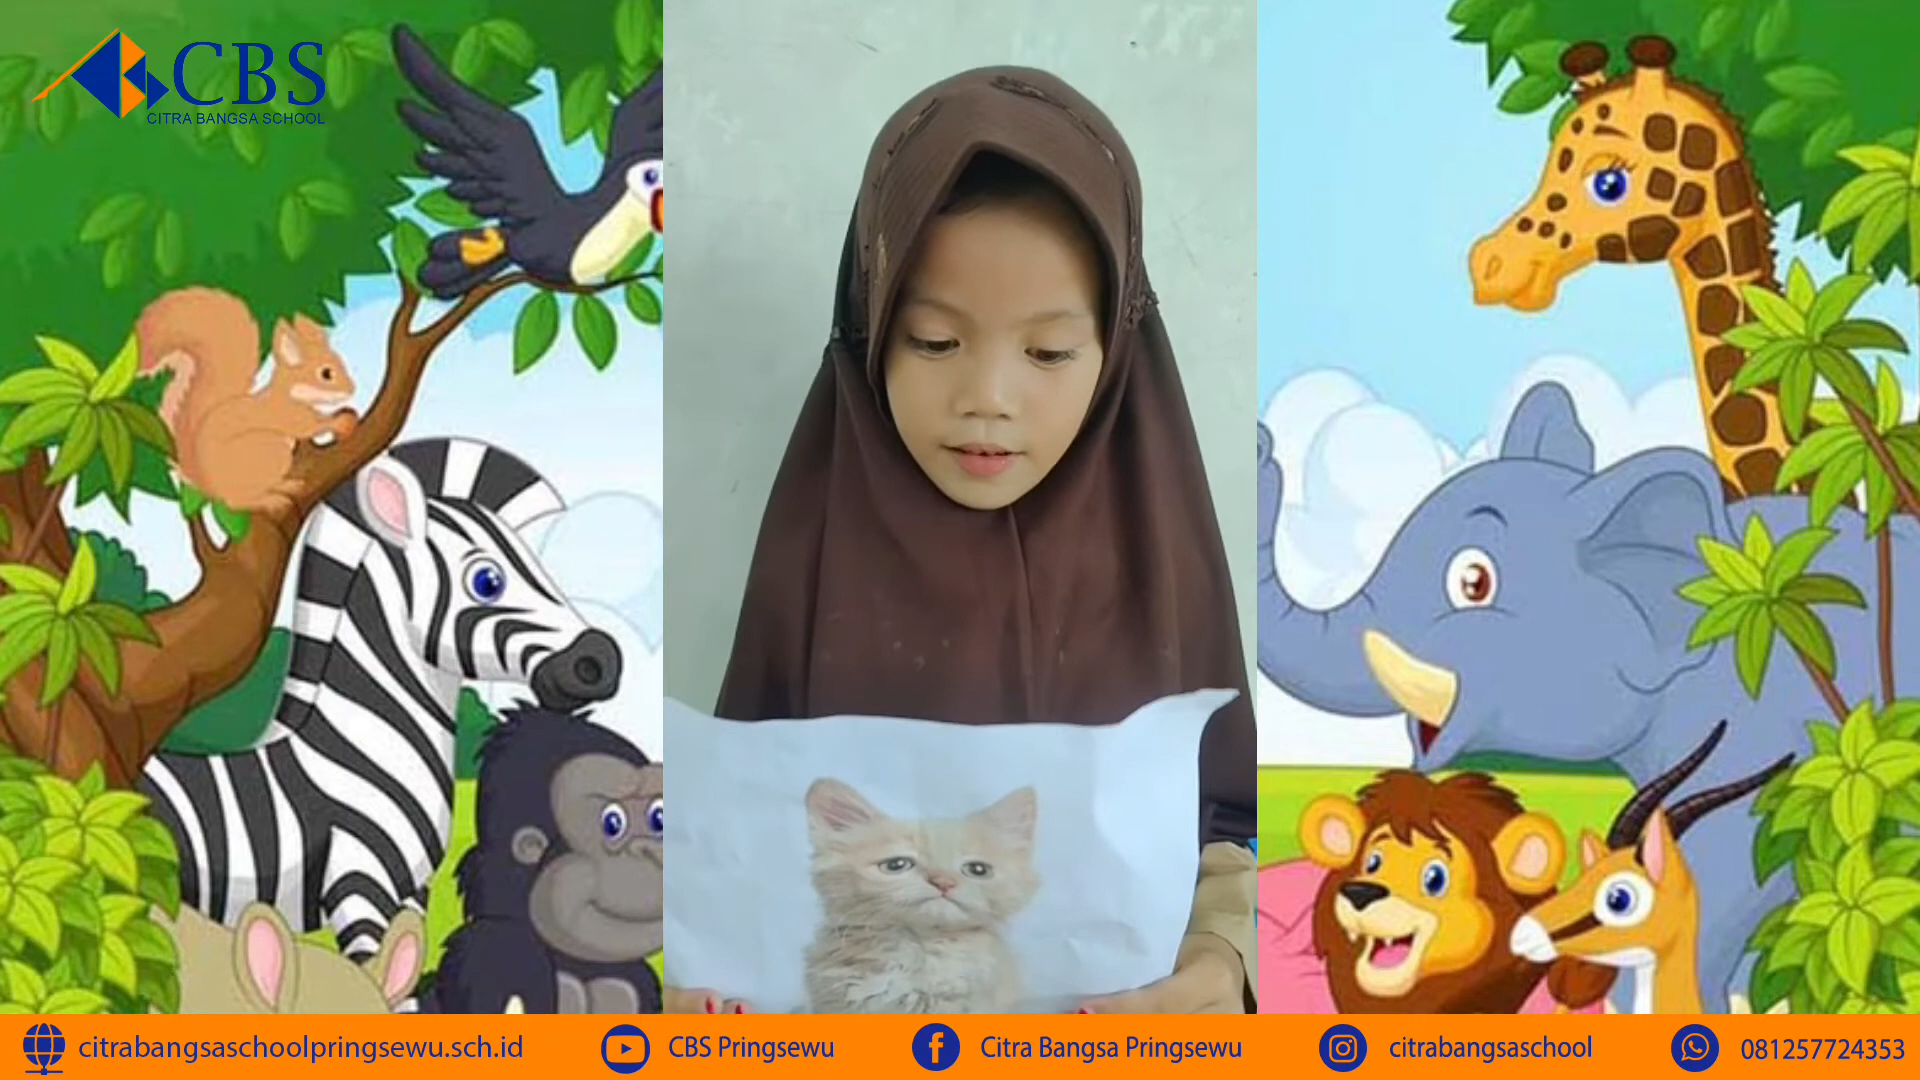 CBS
CITRA BANGSA SCHOOL
citrabangsaschoolpringsewu.sch.id
CBS Pringsewu
Citra Bangsa Pringsewu
citrabangsaschool
081257724353